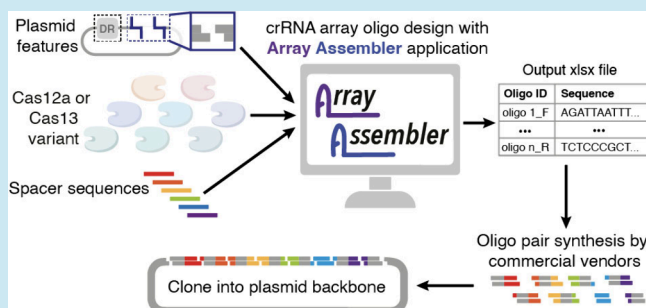 Plasmid
features
DR
crRNA array oligo design with
Array Assembler application
Cas12a or
Cas13
variant
Array
Assembler
Spacer sequences
Output xlsx file
Oligo ID Sequence
oligo 1_F AGATTAATTT...
... ...
oligo n_R TCTCCCGCT...
Oligo pair synthesis by
commercial vendors
Clone into plasmid backbone